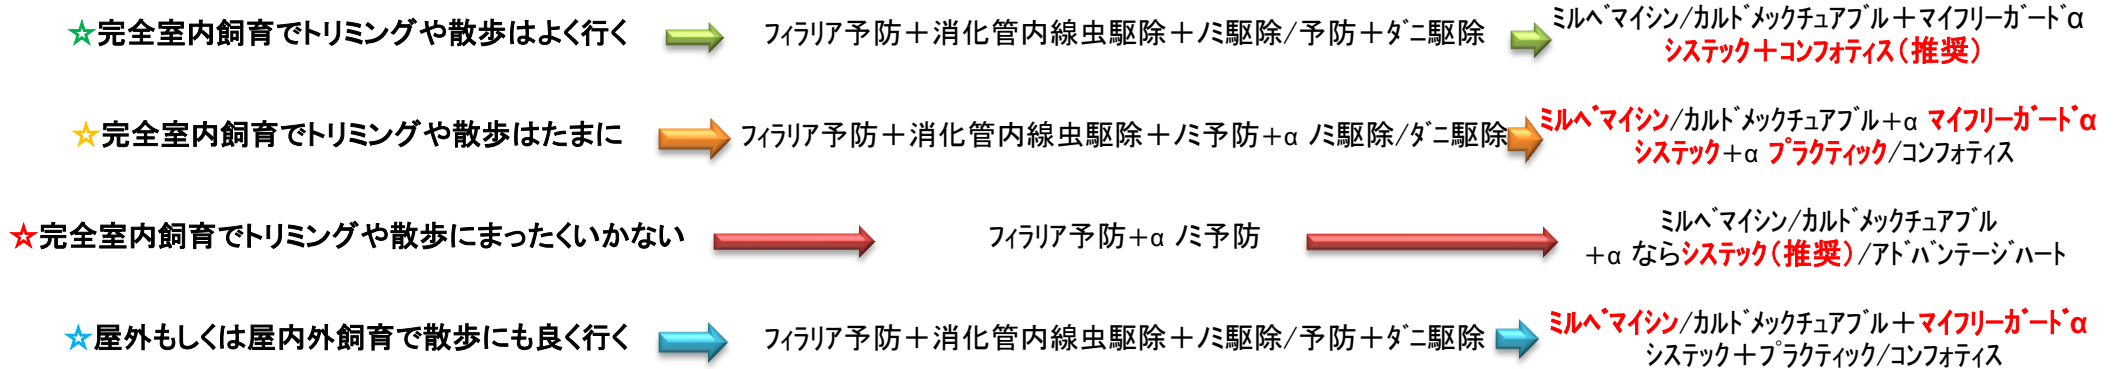 ☆完全室内飼育でトリミングや散歩はよく行く
フィラリア予防＋消化管内線虫駆除＋ノミ駆除/予防＋ダニ駆除
ミルベマイシン/カルドメックチュアブル＋マイフリーガードα
システック＋コンフォティス（推奨）
☆完全室内飼育でトリミングや散歩はたまに
フィラリア予防＋消化管内線虫駆除＋ノミ予防+α ノミ駆除/ダニ駆除
ミルベマイシン/カルドメックチュアブル+α マイフリーガードα
システック+α プラクティック/コンフォティス
☆完全室内飼育でトリミングや散歩にまったくいかない
フィラリア予防+α ノミ予防
ミルベマイシン/カルドメックチュアブル
+α ならシステック（推奨）/アドバンテージハート
☆屋外もしくは屋内外飼育で散歩にも良く行く
フィラリア予防＋消化管内線虫駆除＋ノミ駆除/予防＋ダニ駆除
ミルベマイシン/カルドメックチュアブル＋マイフリーガードα
システック＋プラクティック/コンフォティス